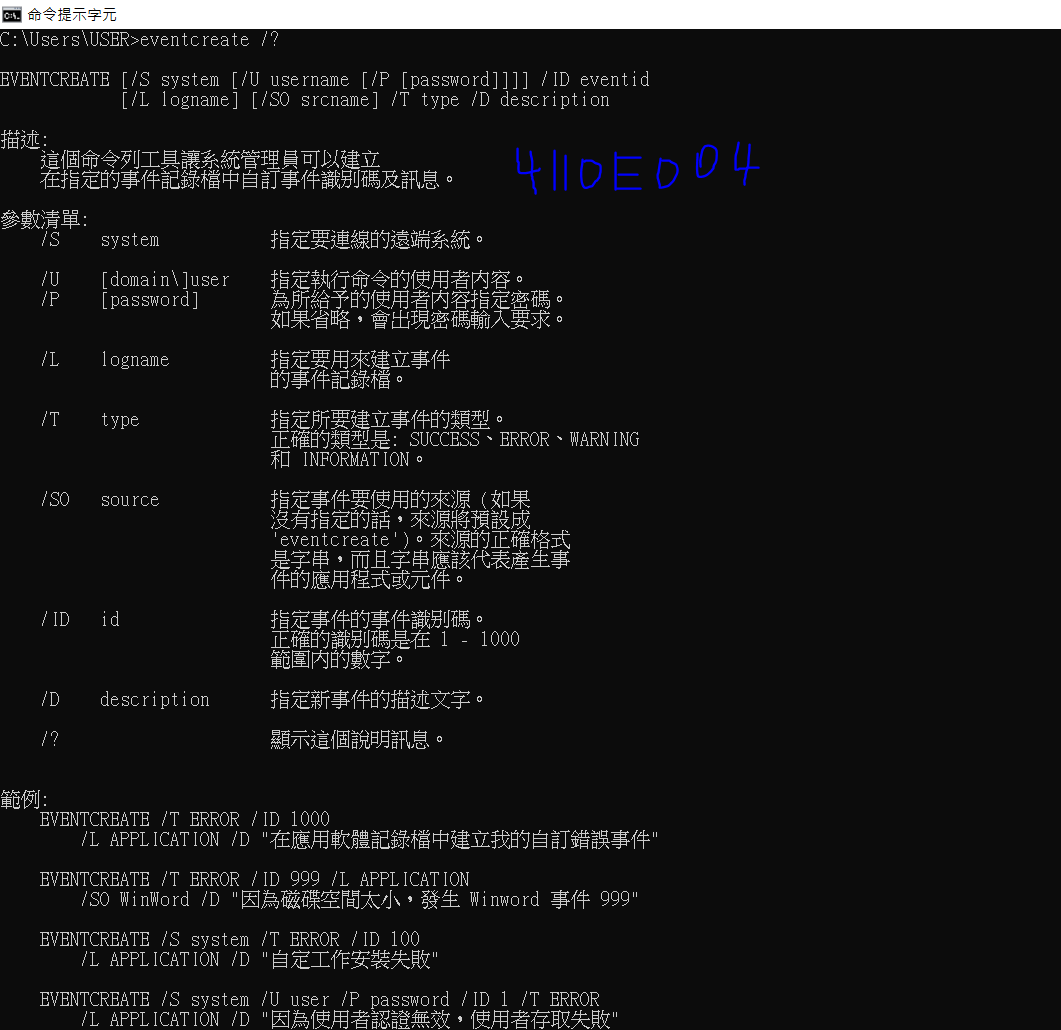 命令提示字元
C:\Users\USER>eventcreate /?
EVENTCREATE [/S system [/U username [/P [password]]]] /ID eventid
[/L logname] [/SO srcname] /T type /D description
描述:
這個命令列工具讓系統管理員可以建立
在指定的事件記錄檔中自訂事件識別碼及訊息。
4110E004
參數清單:
/S system 指定要連線的遠端系統。
/U [domain\]user 指定執行命令的使用者內容。
/P [password] 為所給予的使用者內容指定密碼。
如果省略，會出現密碼輸入要求。
/L logname 指定要用來建立事件
的事件記錄檔。
/T type 指定所要建立事件的類型。
正確的類型是: SUCCESS、ERROR、WARNING
和 INFORMATION。
/SO source 指定事件要使用的來源 (如果
沒有指定的話，來源將預設成
'eventcreate')。來源的正確格式
是字串，而且字串應該代表產生事
件的應用程式或元件。
/ID id 指定事件的事件識別碼。
正確的識別碼是在 1 - 1000
範圍內的數字。
/D description 指定新事件的描述文字。
/? 顯示這個說明訊息。
範例:
EVENTCREATE /T ERROR /ID 1000
/L APPLICATION /D "在應用軟體記錄檔中建立我的自訂錯誤事件"
EVENTCREATE /T ERROR /ID 999 /L APPLICATION
/SO WinWord /D "因為磁碟空間太小，發生 Winword 事件 999"
EVENTCREATE /S system /T ERROR /ID 100
/L APPLICATION /D "自定工作安裝失敗"
EVENTCREATE /S system /U user /P password /ID 1 /T ERROR
/L APPLICATION /D "因為使用者認證無效，使用者存取失敗"